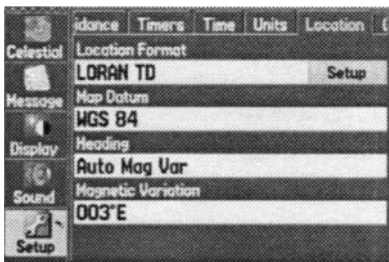 idance Timers Time Units Location
Celestial
Location Format
LORAN TD Setup
Message
Map Datum
WGS 84
Display
Heading
Auto Mag Var
Sound
Magnetic Variation
003°E
Setup